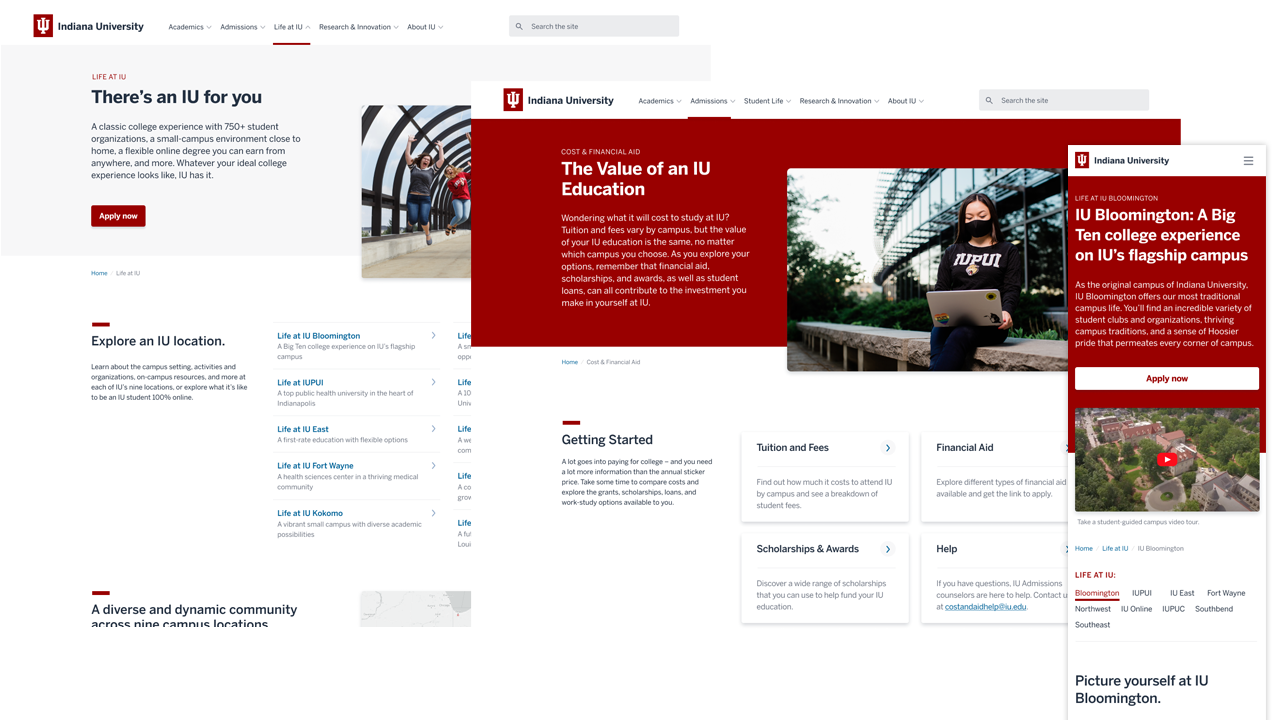 Indiana University
Academics Admissions Life at IU Research & Innovation About IU
Search the site
LIFE AT IU
There's an IU for you
A classic college experience with 750+ student
organizations, a small-campus environment close to
home, a flexible online degree you can earn from
anywhere, and more. Whatever your ideal college
experience looks like, IU has it.
Apply now
Home / Life at IU
Explore an IU location.
Learn about the campus setting, activities and
organizations, on-campus resources, and more at
each of IU's nine locations, or explore what it's like
to be an IU student 100% online.
Life at IU Bloomington
A Big Ten college experience on IU's flagship
campus
Life at IUPUI
A top public health university in the heart of
Indianapolis
Life at IU East
A first-rate education with flexible options
Life at IU Fort Wayne
A health sciences center in a thriving medical
community
Life at IU Kokomo
A vibrant small campus with diverse academic
possibilities
A diverse and dynamic community
across nine campus locations
Indiana University
Academics Admissions Student Life Research & Innovation About IU
Search the site
COST & FINANCIAL AID
The Value of an IU
Education
Wondering what it will cost to study at IU?
Tuition and fees vary by campus, but the value
of your IU education is the same, no matter
which campus you choose. As you explore your
options, remember that financial aid,
scholarships, and awards, as well as student
loans, can all contribute to the investment you
make in yourself at IU.
IUPUI
Home / Cost & Financial Aid
Getting Started
A lot goes into paying for college – and you need
a lot more information than the annual sticker
price. Take some time to compare costs and
explore the grants, scholarships, loans, and
work-study options available to you.
Tuition and Fees
Find out how much it costs to attend IU
by campus and see a breakdown of
student fees.
Financial Aid
Explore different types of financial aid
available and get the link to apply.
Scholarships & Awards
Discover a wide range of scholarships
that you can use to help fund your IU
education.
Help
If you have questions, IU Admissions
counselors are here to help. Contact u
at costandaidhelp@iu.edu.
Indiana University
LIFE AT IU BLOOMINGTON
IU Bloomington: A Big
Ten college experience
on IU's flagship campus
As the original campus of Indiana University,
IU Bloomington offers our most traditional
campus life. You'll find an incredible variety of
student clubs and organizations, thriving
campus traditions, and a sense of Hoosier
pride that permeates every corner of campus.
Apply now
Take a student-guided campus video tour.
Home / Life at IU / IU Bloomington
LIFE AT IU:
Bloomington IUPUI IU East Fort Wayne
Northwest IU Online IUPUC Southbend
Southeast
Picture yourself at IU
Bloomington.